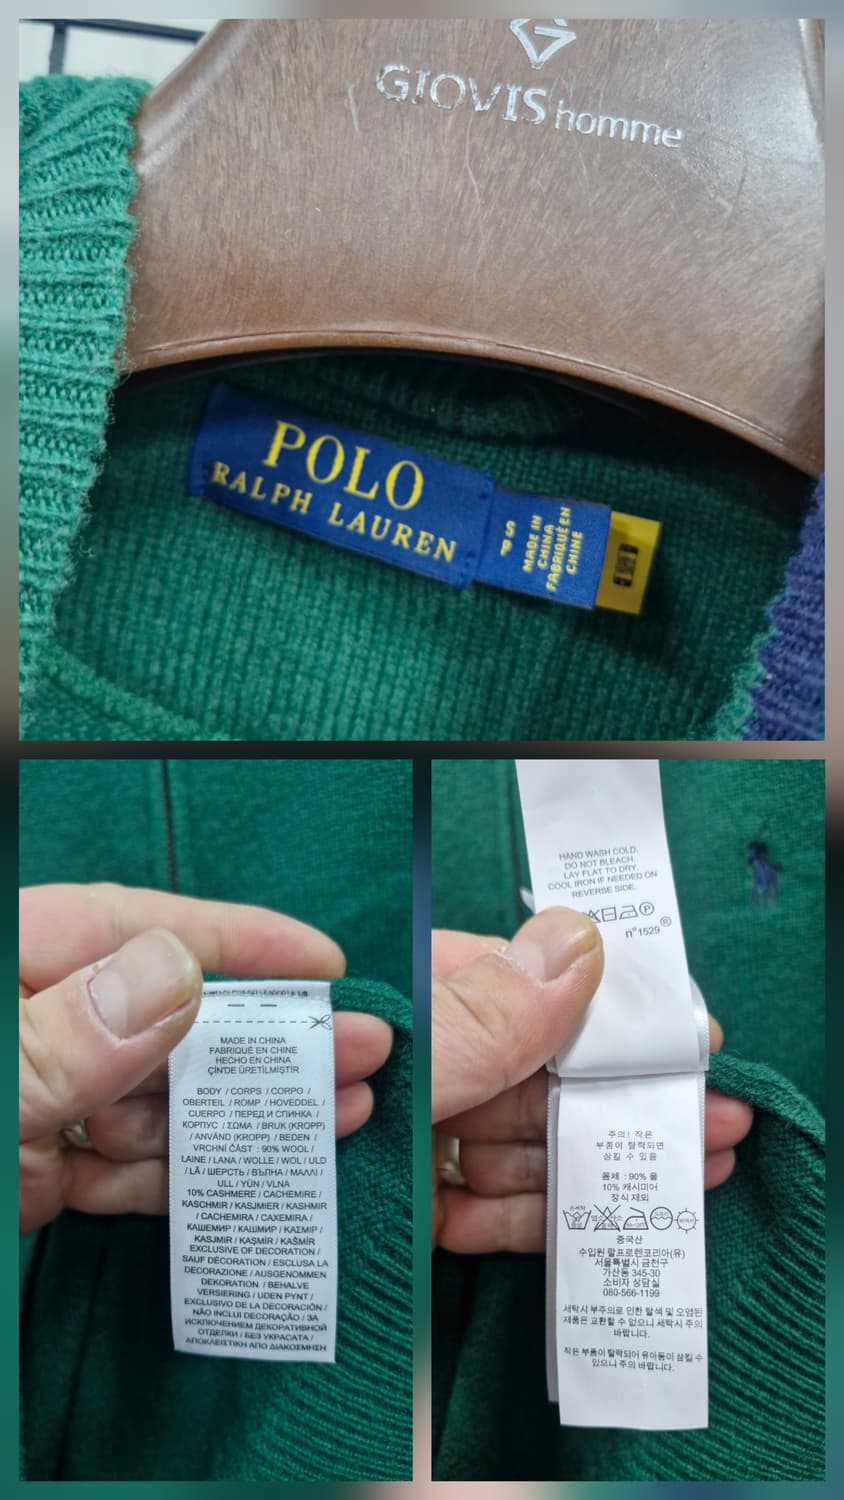 GIOVIS homme
POLO
RALPH LAUREN
S
P
MADE IN
CHINA
FABRIQUÉ EN
CHINE
MADE IN CHINA
FABRIQUÉ EN CHINE
HECHO EN CHINA
ÇİN'DE ÜRETİLMİŞTİR
BODY / CORPS / CORPO /
OBERTEIL / ROMP / HOVEDDEL /
CUERPO / ПЕРЕД И СПИНКА /
KOPΠУC / ΣΩMA / BRUK (KROPP)
/ ANVÄND (KROPP) / BEDEN /
VRCHNÍ ČÁST : 90% WOOL /
LAINE / LANA / WOLLE / WOL / ULD
/ LÃ / ШЕРСТЬ / ВЪЛНА / ΜΑΛΛΙ /
ULL / YÜN / VLNA
10% CASHMERE / CACHEMIRE /
KASCHMIR / KASJMIER / KASHMIR
/ CACHEMIRA / CAXEMIRA /
КАШЕМИР / КАШМИР / ΚΑΣΜΙΡ /
KASJMIR / KAŞMİR / KAŠMÍR
EXCLUSIVE OF DECORATION /
SAUF DÉCORATION / ESCLUSA LA
DECORAZIONE / AUSGENOMMEN
DEKORATION / BEHALVE
VERSIERING / UDEN PYNT /
EXCLUSIVO DE LA DECORACIÓN /
NÃO INCLUI DECORAÇÃO / ЗА
ИСКЛЮЧЕНИЕМ ДЕКОРАТИВНОЙ
ОТДЕЛКИ / БЕЗ УКРАСАТА /
ΑΠΟΚΛΕΙΣΤΙΚΗ ΑΠΟ ΔΙΑΚΟΣΜΗΣΗ
HAND WASH COLD.
DO NOT BLEACH.
LAY FLAT TO DRY.
COOL IRON IF NEEDED ON
REVERSE SIDE.
P
n°1529 ®
주의! 작은
부품이 탈락되면
삼킬 수 있음
몸체 : 90% 울
10% 캐시미어
장식 제외
중국산
수입원 랄프로렌코리아(유)
서울특별시 금천구
가산동 345-30
소비자 상담실
080-566-1199
세탁시 부주의로 인한 탈색 및 오염된
제품은 교환할 수 없으니 세탁시 주의
바랍니다.
작은 부품이 탈락되어 유아동이 삼킬 수
있으니 주의 바랍니다.